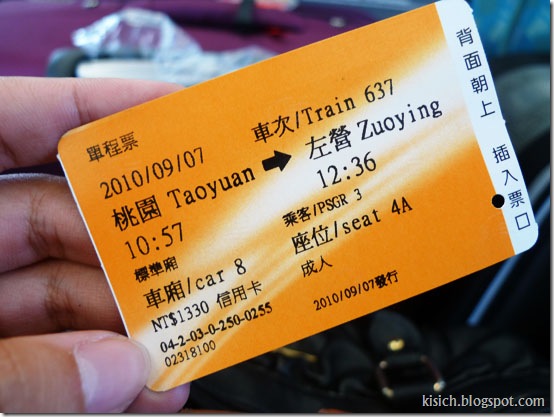 單程票
2010/09/07 車次/Train 637
桃園 Taoyuan → 左營 Zuoying
10:57 12:36
標準廂 乘客/PSGR 3
車廂/car 8 座位/seat 4A
NT$1330 信用卡 成人
04-2-03-0-250-0255
02318100 2010/09/07發行
背面朝上 插入票口
kisich.blogspot.com